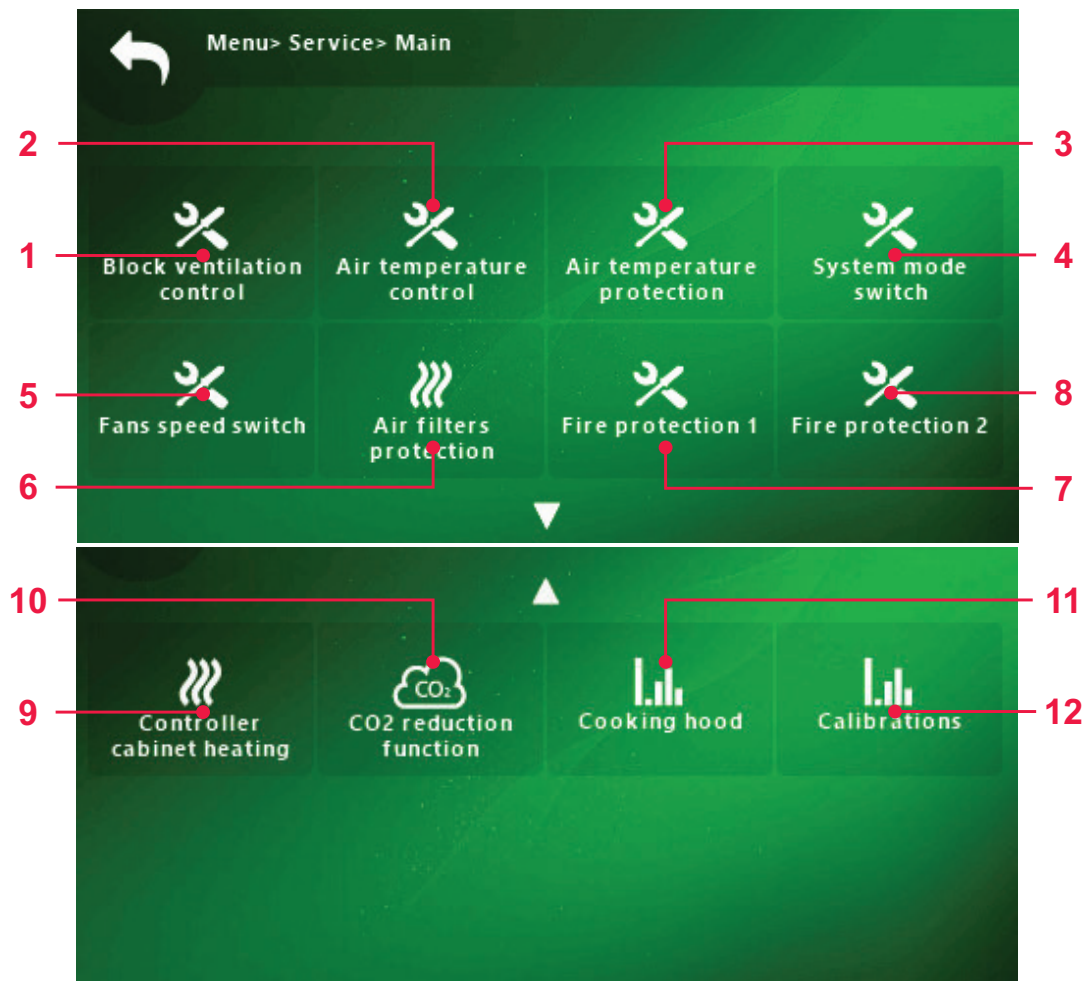 Menu> Service> Main
2
3
1
Block ventilation
control
Air temperature
control
Air temperature
protection
System mode
switch
4
5
Fans speed switch
Air filters
protection
Fire protection 1
Fire protection 2
8
6
7
10
11
9
Controller
cabinet heating
CO₂
CO2 reduction
function
Cooking hood
Calibrations
12